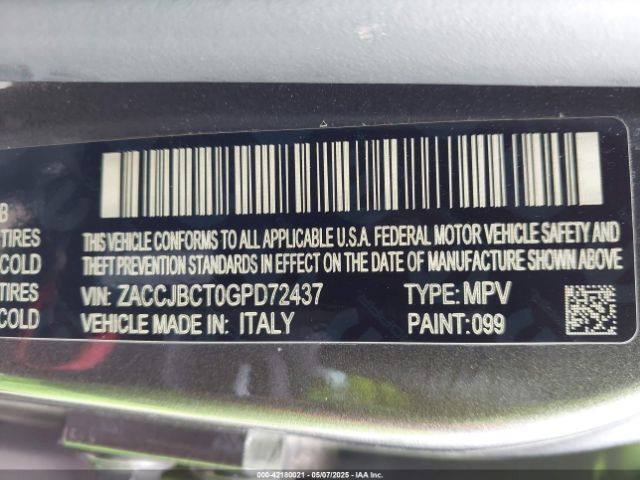 B
TIRES
COLD
TIRES
COLD
THIS VEHICLE CONFORMS TO ALL APPLICABLE U.S.A. FEDERAL MOTOR VEHICLE SAFETY AND
THEFT PREVENTION STANDARDS IN EFFECT ON THE DATE OF MANUFACTURE SHOWN ABOVE
VIN: ZACCJBCT0GPD72437 TYPE: MPV
VEHICLE MADE IN: ITALY PAINT: 099
000-42180021 | 05/07/2025 | IAAI.com